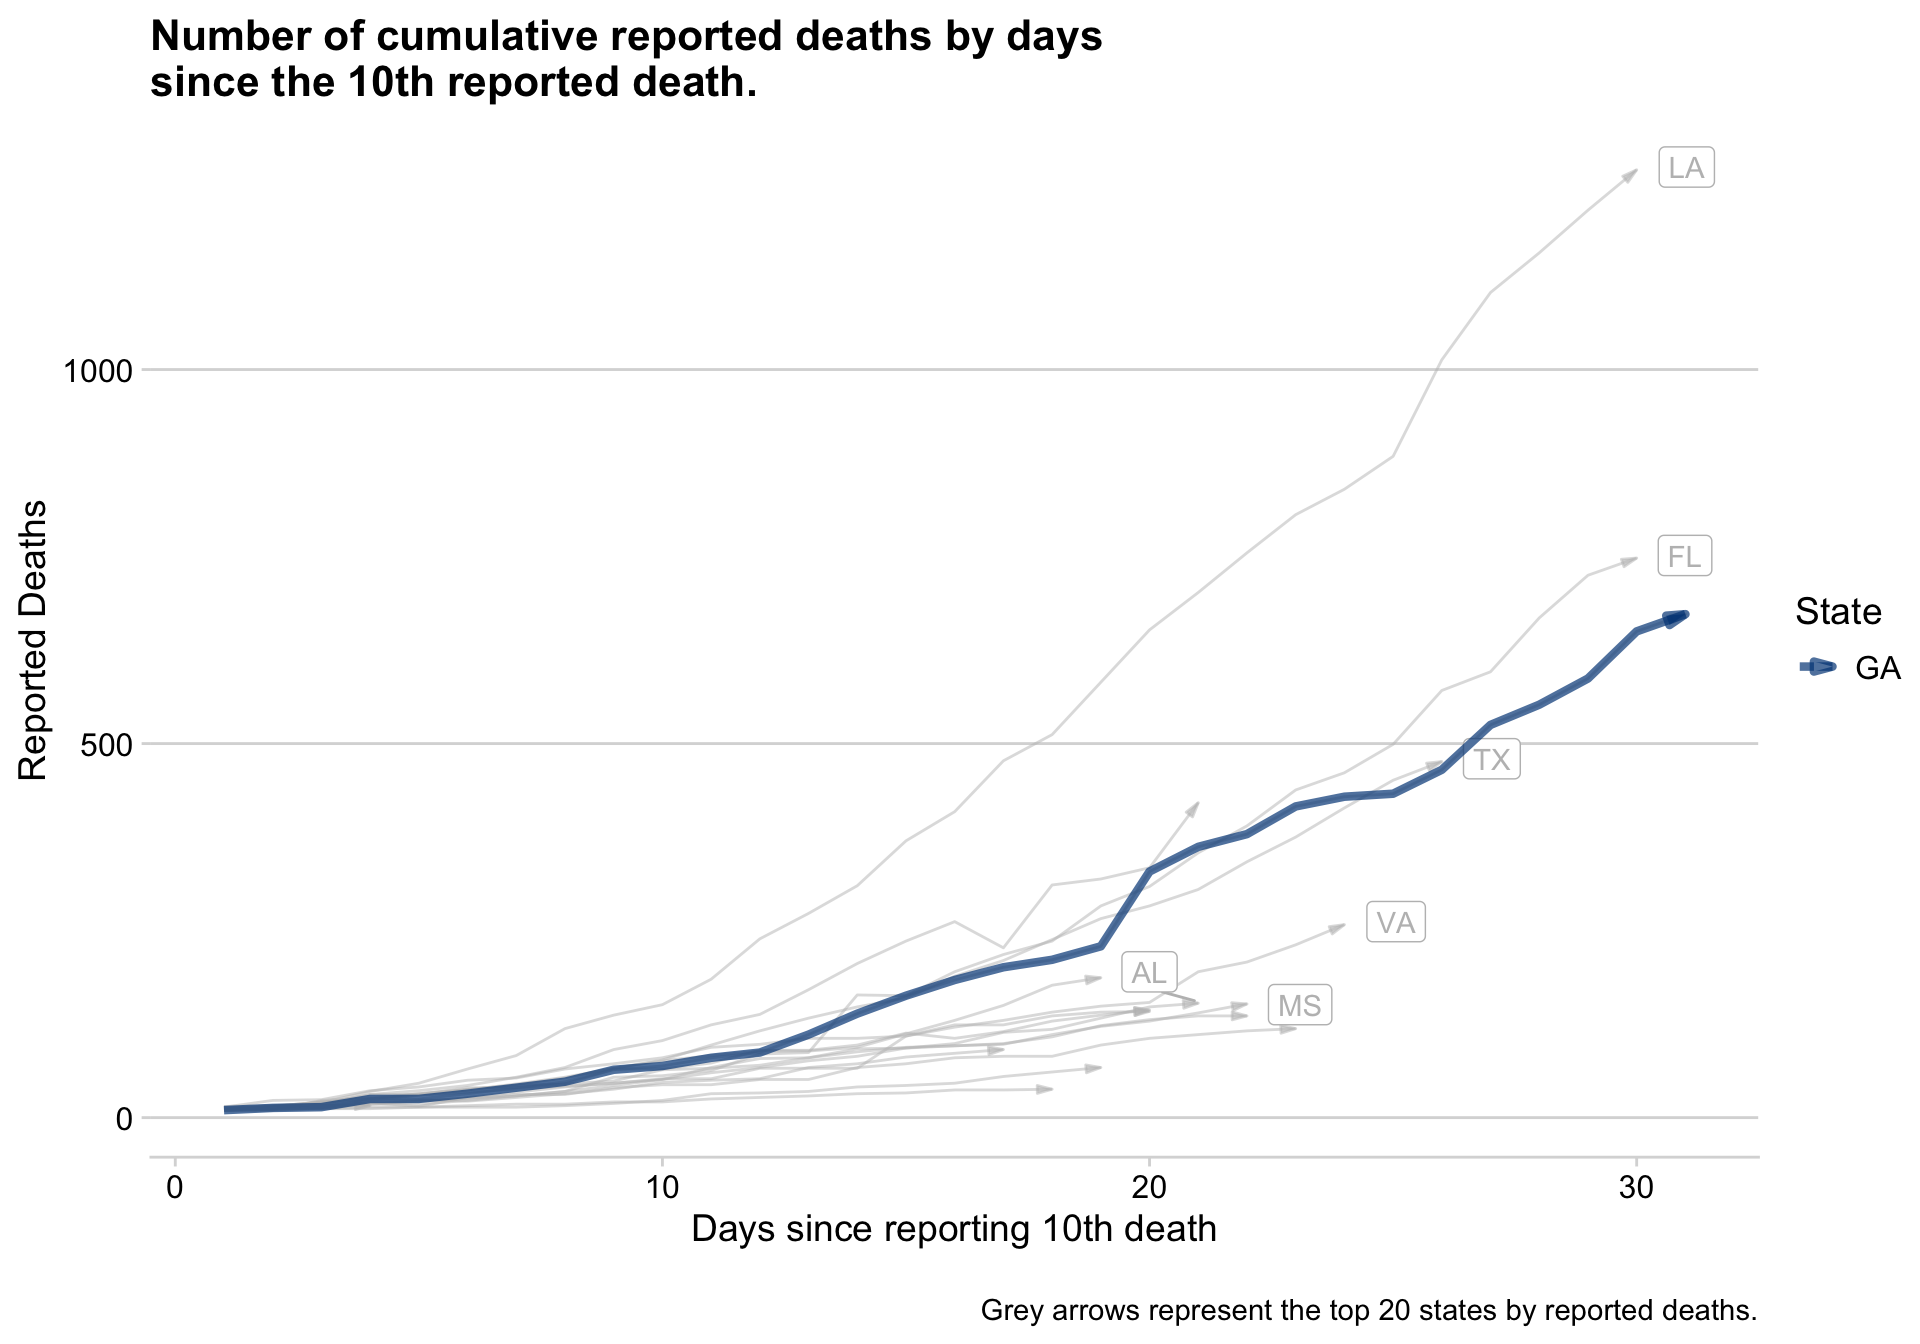 Number of cumulative reported deaths by days
since the 10th reported death.
LA
1000
FL
Reported Deaths
State
GA
500
TX
VA
AL
MS
0
0 10 20 30
Days since reporting 10th death
Grey arrows represent the top 20 states by reported deaths.